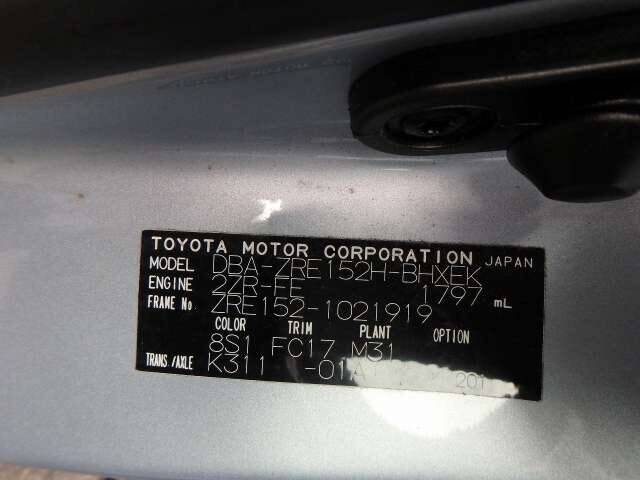 TOYOTA MOTOR CORPORATION JAPAN
MODEL DBA-ZRE152H-BHXEK
ENGINE 2ZR-FE 1797 mL
FRAME No. ZRE152-1021919
COLOR TRIM PLANT OPTION
8S1 FC17 M31
TRANS./AXLE K311 -01A 201